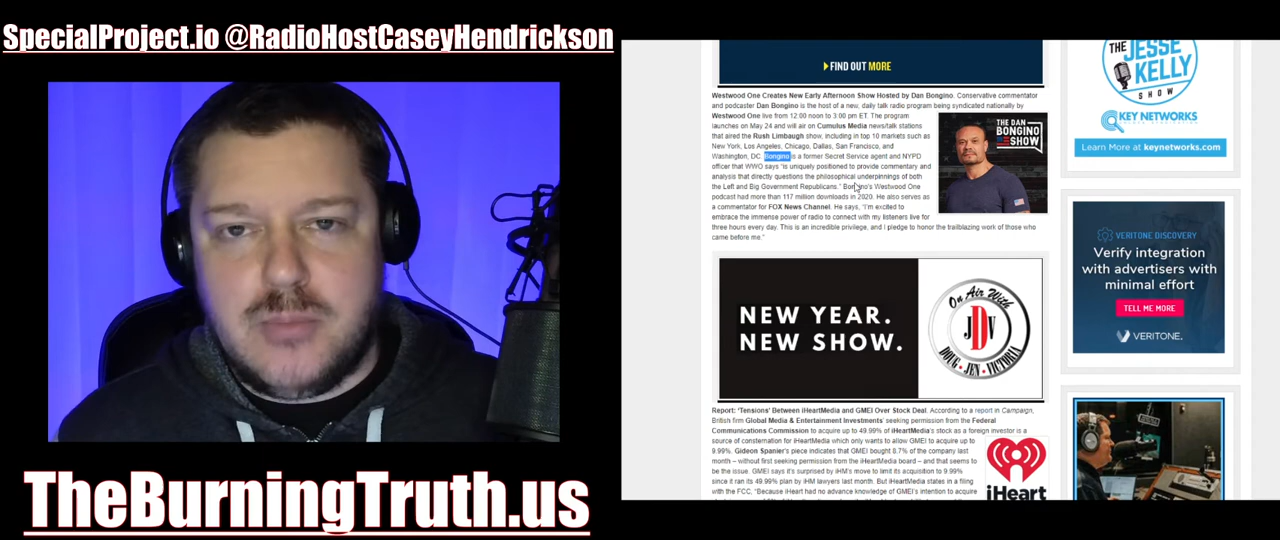 SpecialProject.io @RadioHostCaseyHendrickson
TheBurningTruth.us
FIND OUT MORE
Westwood One Creates New Early Afternoon Show Hosted by Dan Bongino. Conservative commentator
and podcaster Dan Bongino is the host of a new, daily talk radio program being syndicated nationally by
Westwood One live from 12:00 noon to 3:00 pm ET. The program
launches on May 24 and will air on Cumulus Media news/talk stations
that aired the Rush Limbaugh show, including in top 10 markets such as
New York, Los Angeles, Chicago, Dallas, San Francisco, and
Washington, DC. Bongino is a former Secret Service agent and NYPD
officer that WWO says "is uniquely positioned to provide commentary and
analysis that directly questions the philosophical underpinnings of both
the Left and Big Government Republicans." Bongino's Westwood One
podcast had more than 117 million downloads in 2020. He also serves as
a commentator for FOX News Channel. He says, "I'm excited to
embrace the immense power of radio to connect with my listeners live for
three hours every day. This is an incredible privilege, and I pledge to honor the trailblazing work of those who
came before me."
THE DAN
BONGINO
SHOW
NEW YEAR.
NEW SHOW.
On Air With
JDV
DOUG JEN VICTORIA
Report: 'Tensions' Between iHeartMedia and GMEI Over Stock Deal. According to a report in Campaign,
British firm Global Media & Entertainment Investments' seeking permission from the Federal
Communications Commission to acquire up to 49.99% of iHeartMedia's stock as a foreign investor is a
source of consternation for iHeartMedia which only wants to allow GMEI to acquire up to
9.99%. Gideon Spanier's piece indicates that GMEI bought 8.7% of the company last
month – without first seeking permission from the iHeartMedia board – and that seems to
be the issue. GMEI says it's surprised by iHM's move to limit its acquisition to 9.99%
since it ran its 49.99% plan by iHM lawyers last month. But iHeartMedia states in a filing
with the FCC, "Because iHeart had no advance knowledge of GMEI's intention to acquire
iHeart
THE JESSE
KELLY
SHOW
KEY NETWORKS
Learn More at keynetworks.com
VERITONE DISCOVERY
Verify integration
with advertisers with
minimal effort
TELL ME MORE
VERITONE.